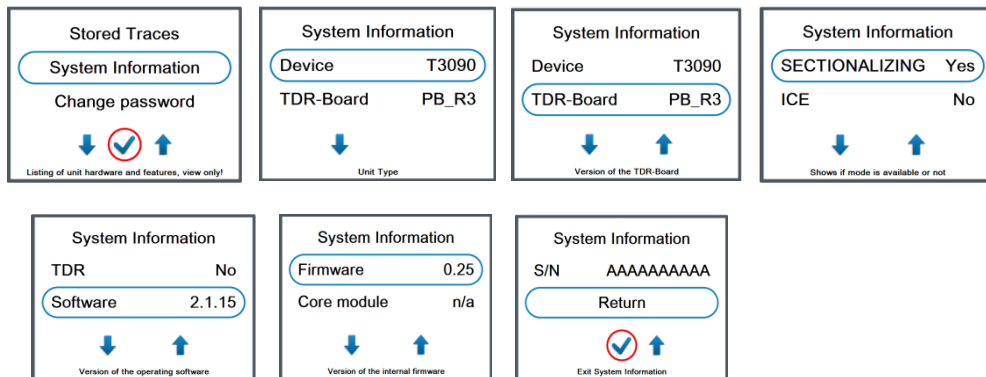 Stored Traces
System Information
Change password
Listing of unit hardware and features, view only!
System Information
Device T3090
TDR-Board PB_R3
Unit Type
System Information
Device T3090
TDR-Board PB_R3
Version of the TDR-Board
System Information
SECTIONALIZING Yes
ICE No
Shows if mode is available or not
System Information
TDR No
Software 2.1.15
Version of the operating software
System Information
Firmware 0.25
Core module n/a
Version of the internal firmware
System Information
S/N AAAAAAAAAA
Return
Exit System Information